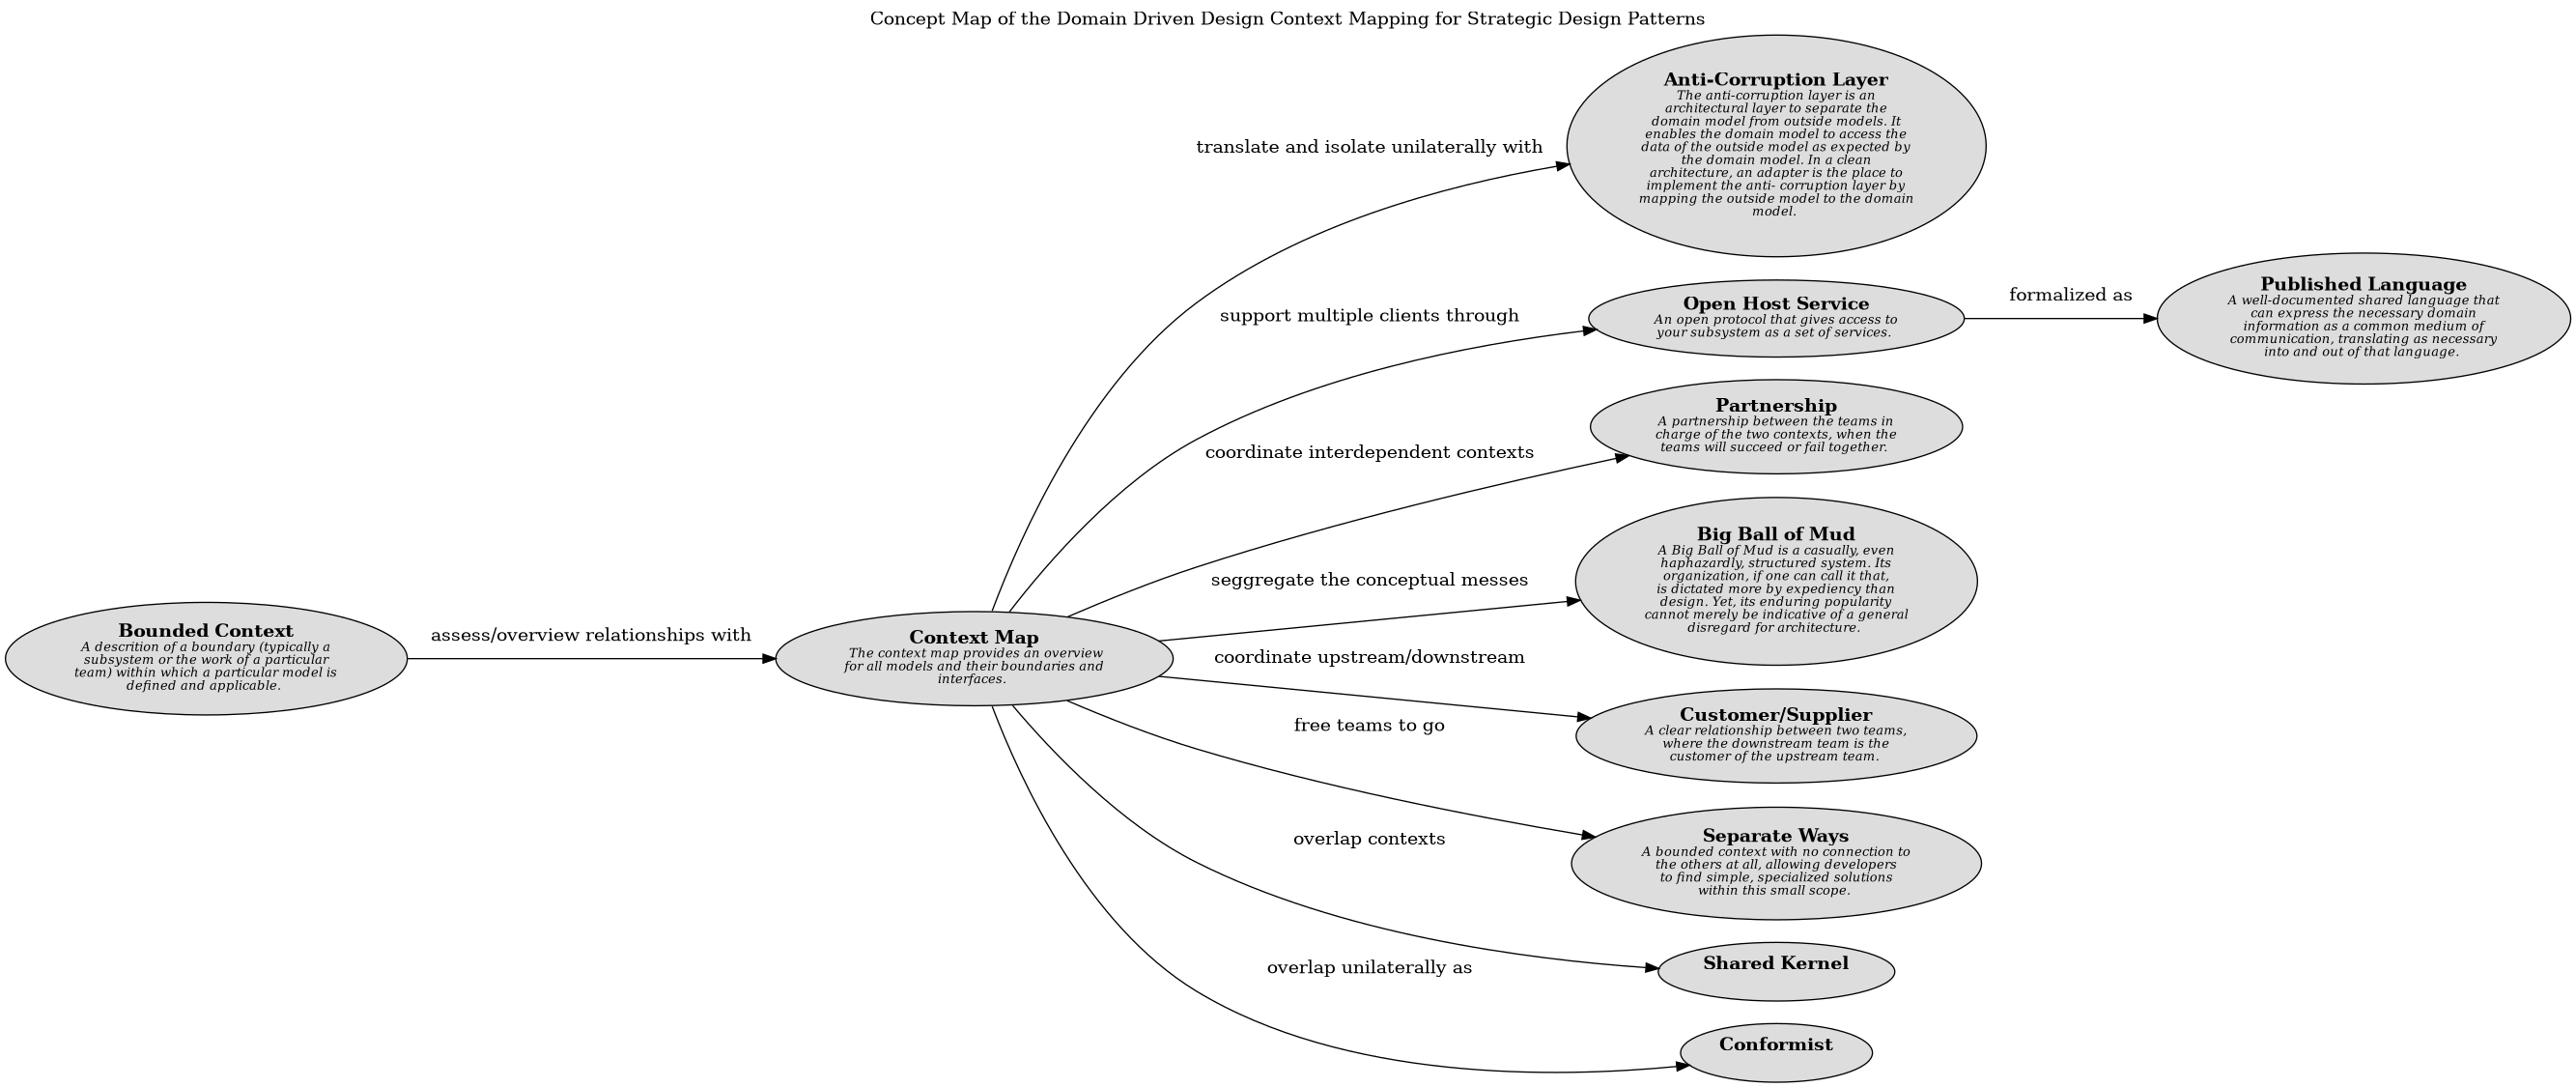 Concept Map of the Domain Driven Design Context Mapping for Strategic Design Patterns
Bounded Context
A descrition of a boundary (typically a
subsystem or the work of a particular
team) within which a particular model is
defined and applicable.
assess/overview relationships with
Context Map
The context map provides an overview
for all models and their boundaries and
interfaces.
translate and isolate unilaterally with
Anti-Corruption Layer
The anti-corruption layer is an
architectural layer to separate the
domain model from outside models. It
enables the domain model to access the
data of the outside model as expected by
the domain model. In a clean
architecture, an adapter is the place to
implement the anti- corruption layer by
mapping the outside model to the domain
model.
support multiple clients through
Open Host Service
An open protocol that gives access to
your subsystem as a set of services.
formalized as
Published Language
A well-documented shared language that
can express the necessary domain
information as a common medium of
communication, translating as necessary
into and out of that language.
coordinate interdependent contexts
Partnership
A partnership between the teams in
charge of the two contexts, when the
teams will succeed or fail together.
seggregate the conceptual messes
Big Ball of Mud
A Big Ball of Mud is a casually, even
haphazardly, structured system. Its
organization, if one can call it that,
is dictated more by expediency than
design. Yet, its enduring popularity
cannot merely be indicative of a general
disregard for architecture.
coordinate upstream/downstream
Customer/Supplier
A clear relationship between two teams,
where the downstream team is the
customer of the upstream team.
free teams to go
Separate Ways
A bounded context with no connection to
the others at all, allowing developers
to find simple, specialized solutions
within this small scope.
overlap contexts
Shared Kernel
overlap unilaterally as
Conformist